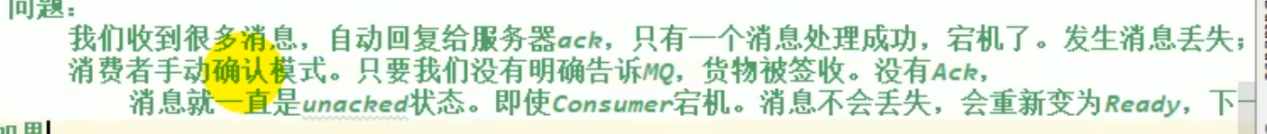 问题：
我们收到很多消息，自动回复给服务器ack，只有一个消息处理成功，宕机了。发生消息丢失；
消费者手动确认模式。只要我们没有明确告诉MQ，货物被签收。没有Ack，
消息就一直是unacked状态。即使Consumer宕机。消息不会丢失，会重新变为Ready，下一
如果